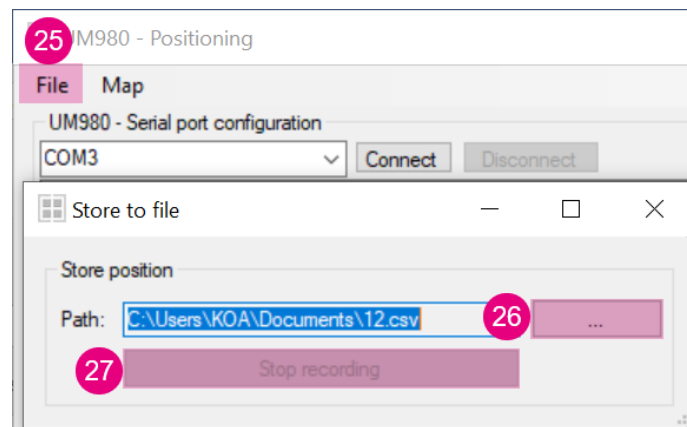 25 UM980 - Positioning
File Map
UM980 - Serial port configuration
COM3 Connect Disconnect
Store to file
Store position
Path: C:\Users\KOA\Documents\12.csv 26 ...
27 Stop recording